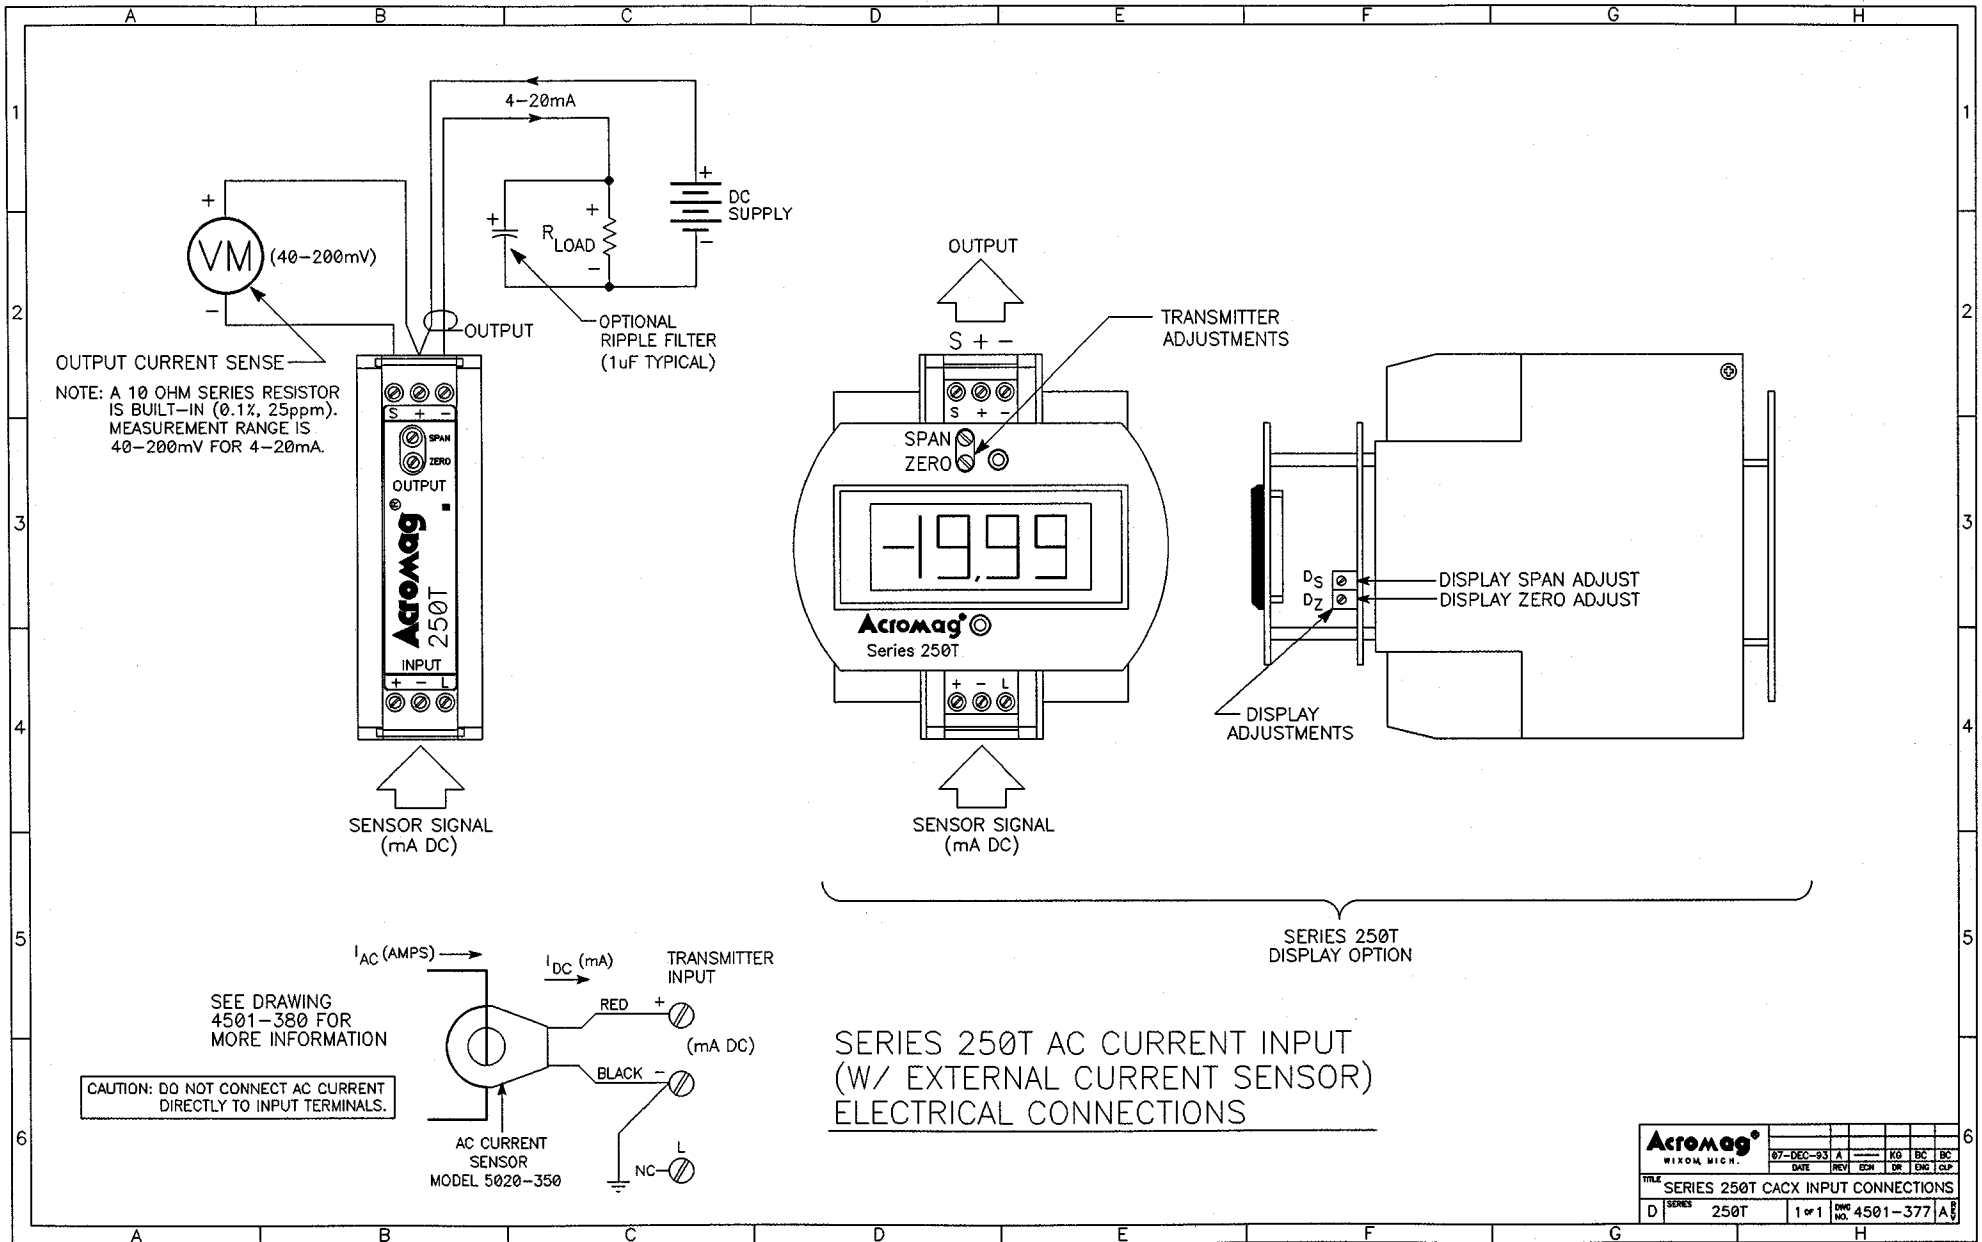 A B C D E F G H
1 1
4-20mA
+
DC
SUPPLY
-
+
VM
(40-200mV)
-
+
+
R LOAD
-
OUTPUT
OPTIONAL
RIPPLE FILTER
(1uF TYPICAL)
2 2
OUTPUT CURRENT SENSE
NOTE: A 10 OHM SERIES RESISTOR
IS BUILT-IN (0.1%, 25ppm).
MEASUREMENT RANGE IS
40-200mV FOR 4-20mA.
S + -
SPAN
ZERO
OUTPUT
Acromag
250T
INPUT
+ - L
SENSOR SIGNAL
(mA DC)
OUTPUT
S + -
TRANSMITTER
ADJUSTMENTS
S + -
SPAN
ZERO
3 3
-19.99
Acromag®
Series 250T
+ - L
SENSOR SIGNAL
(mA DC)
DS
DZ
DISPLAY SPAN ADJUST
DISPLAY ZERO ADJUST
DISPLAY
ADJUSTMENTS
4 4
SERIES 250T
DISPLAY OPTION
5 5
IAC (AMPS)
IDC (mA)
TRANSMITTER
INPUT
RED +
(mA DC)
BLACK -
L
NC
SEE DRAWING
4501-380 FOR
MORE INFORMATION
CAUTION: DO NOT CONNECT AC CURRENT
DIRECTLY TO INPUT TERMINALS.
AC CURRENT
SENSOR
MODEL 5020-350
SERIES 250T AC CURRENT INPUT
(W/ EXTERNAL CURRENT SENSOR)
ELECTRICAL CONNECTIONS
6 6
Acromag®
WIXOM, MICH.
07-DEC-93 A KG BC BC
DATE REV ECN DR ENG CLP
TITLE SERIES 250T CACX INPUT CONNECTIONS
D SERIES 250T 1 OF 1 DWG NO. 4501-377 A REV
A B C D E F G H